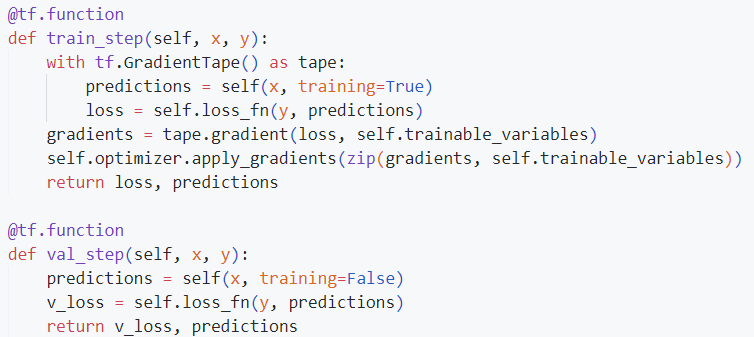 @tf.function
def train_step(self, x, y):
    with tf.GradientTape() as tape:
        predictions = self(x, training=True)
        loss = self.loss_fn(y, predictions)
    gradients = tape.gradient(loss, self.trainable_variables)
    self.optimizer.apply_gradients(zip(gradients, self.trainable_variables))
    return loss, predictions

@tf.function
def val_step(self, x, y):
    predictions = self(x, training=False)
    v_loss = self.loss_fn(y, predictions)
    return v_loss, predictions